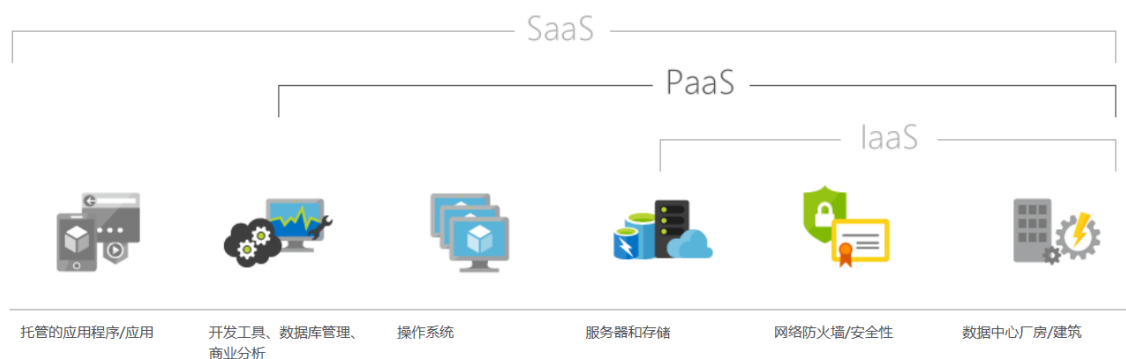 SaaS
PaaS
IaaS
托管的应用程序/应用
开发工具、数据库管理、
商业分析
操作系统
服务器和存储
网络防火墙/安全性
数据中心厂房/建筑